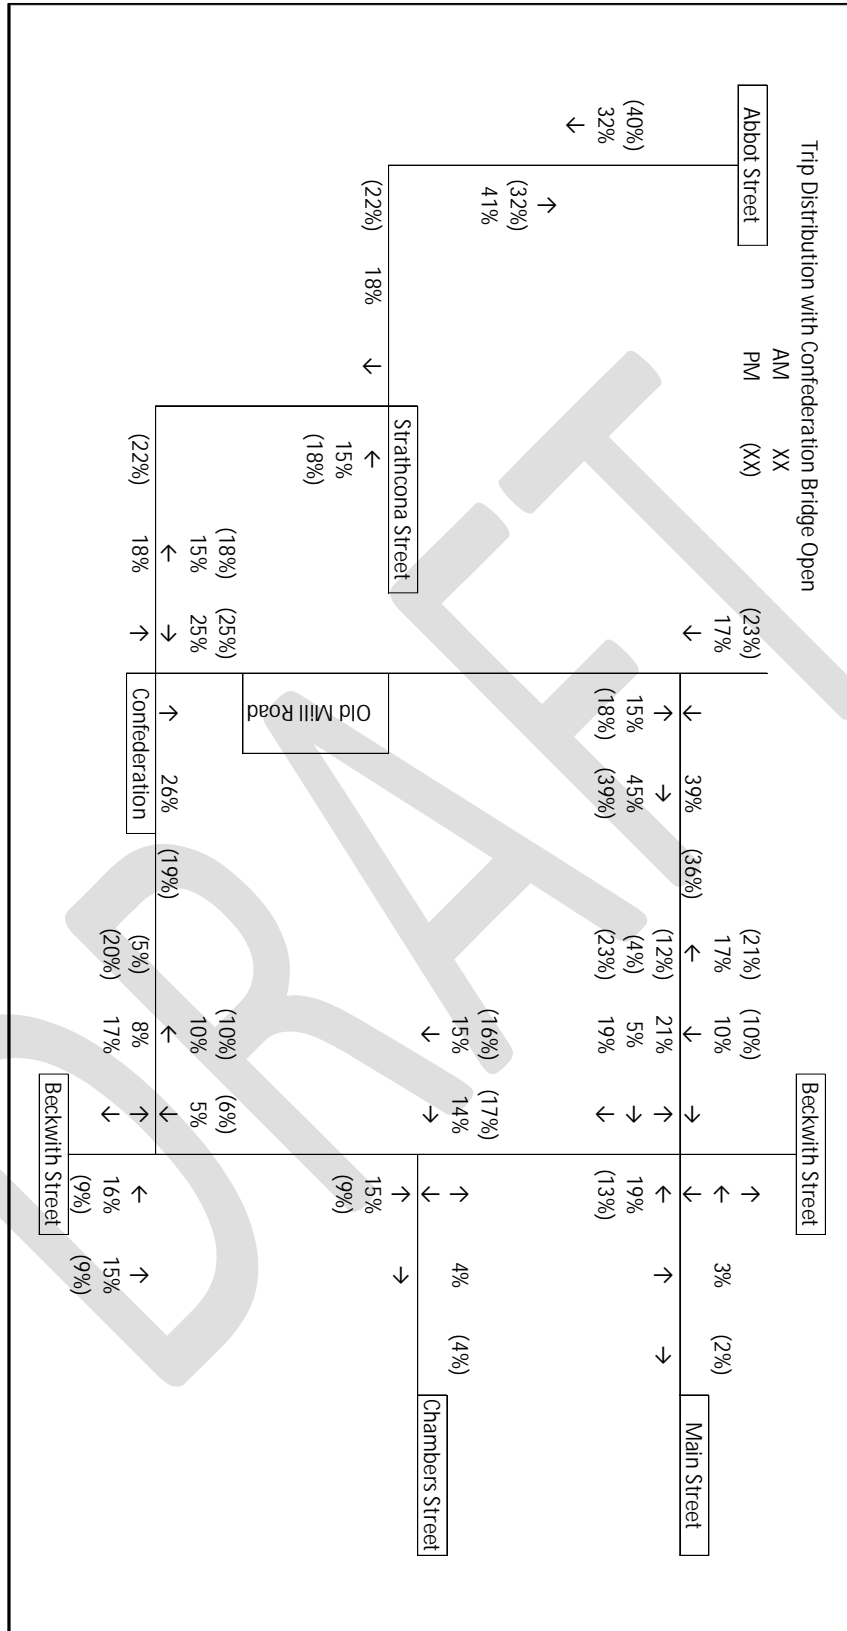 Trip Distribution with Confederation Bridge Open
Beckwith Street
AM XX
PM (XX)
Abbot Street
(23%) (21%) (10%)
17% 17% 10% 3% (2%)
39% (36%)
Main Street
(12%) 21%
(40%) 15% 45% (4%) 5% 19%
32% (18%) (39%) (23%) 19% (13%)
(32%)
41% (16%) (17%)
15% 14% 4% (4%)
Chambers Street
Strathcona Street
(22%) 18% 15%
Old Mill Road
15% (9%)
(18%)
(18%) (25%) (10%) (6%)
15% 25% 10% 5%
26% (19%)
(22%) 18% (5%) 8%
Confederation
(20%) 17% 16% 15%
(9%) (9%)
Beckwith Street
DRAFT